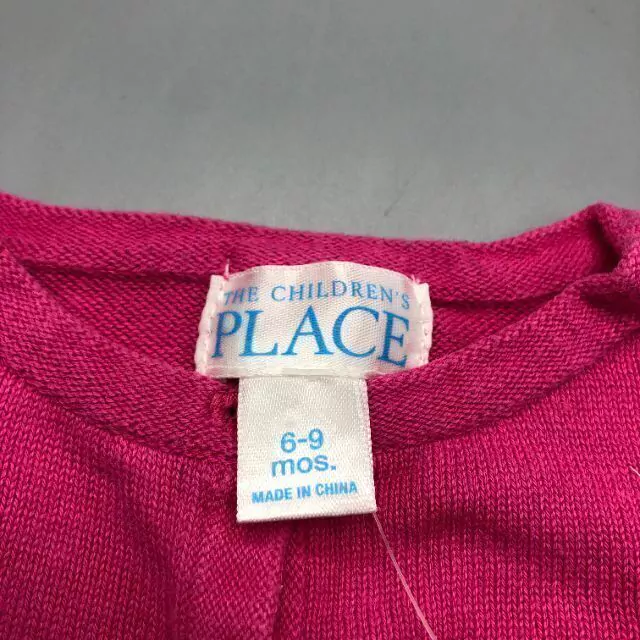 THE CHILDREN'S
PLACE
6-9
mos.
MADE IN CHINA